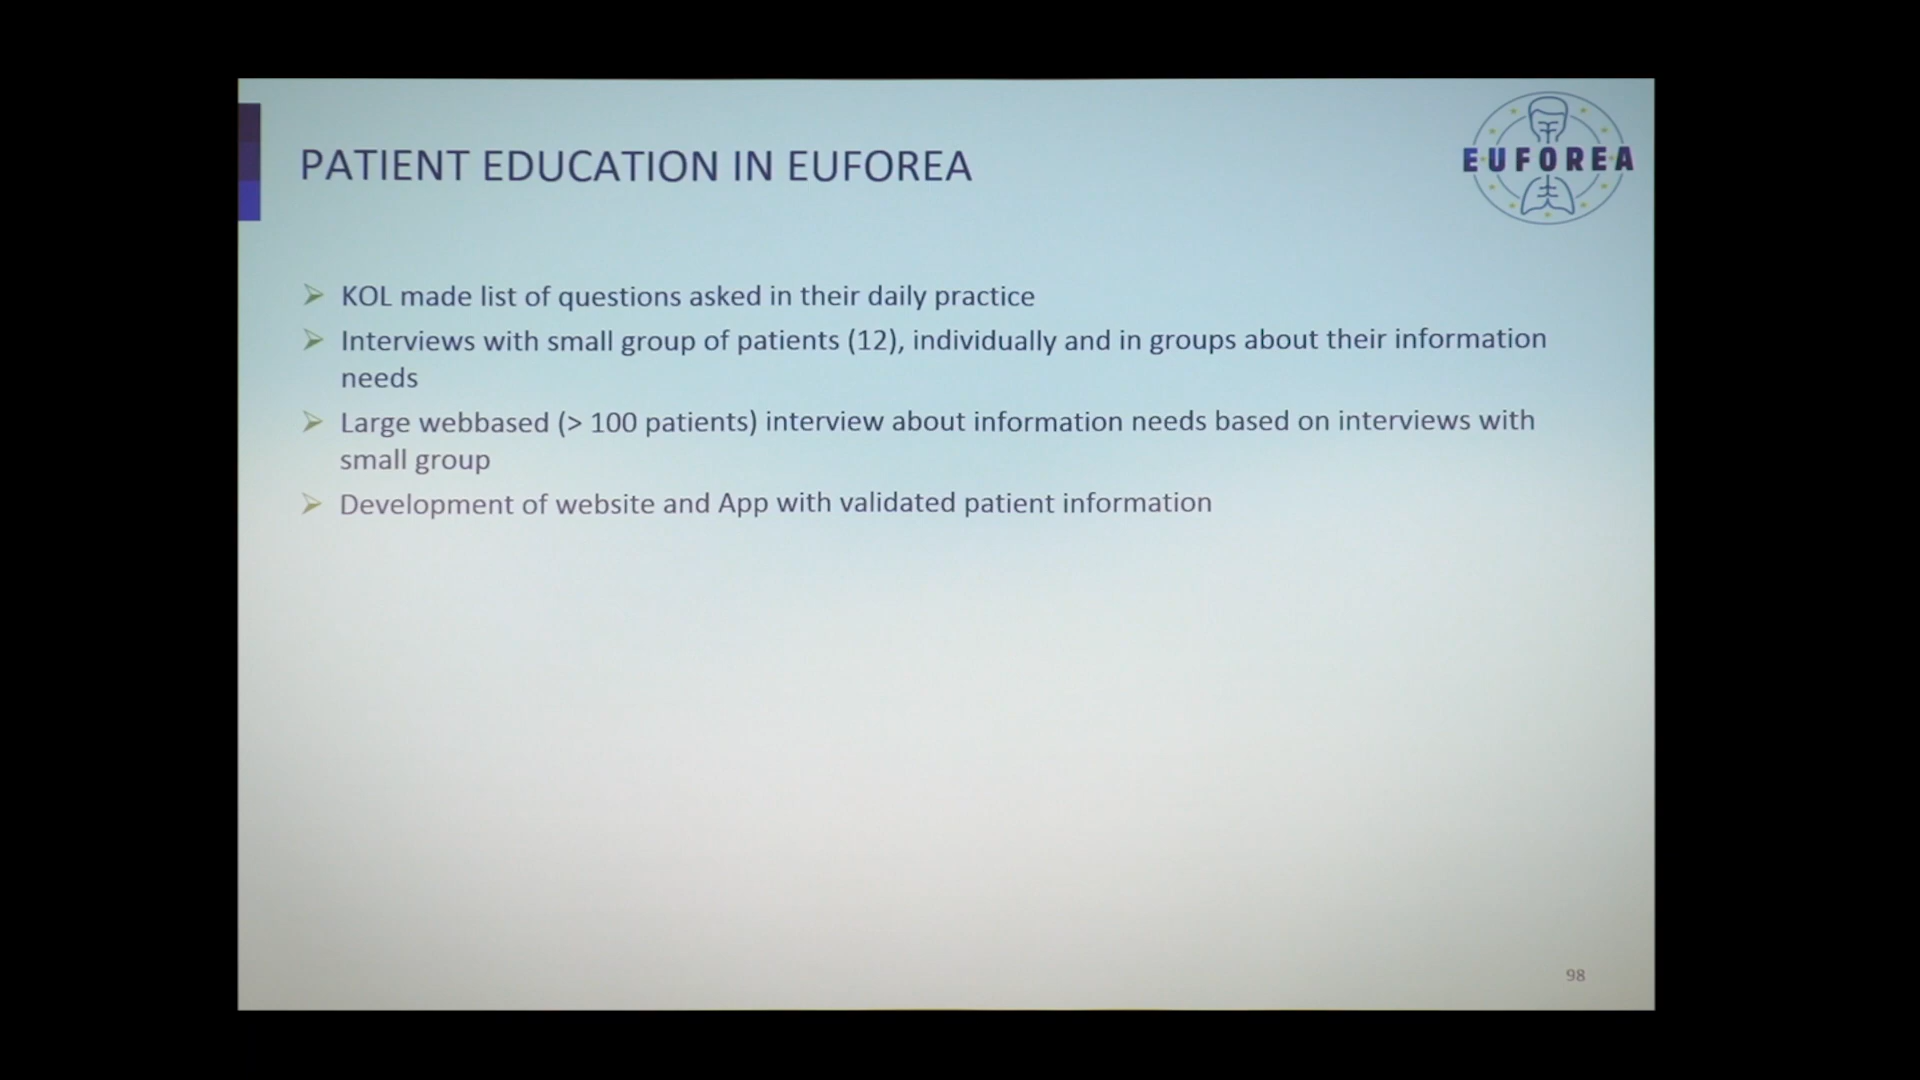 PATIENT EDUCATION IN EUFOREA
EUFOREA
KOL made list of questions asked in their daily practice
Interviews with small group of patients (12), individually and in groups about their information
needs
Large webbased (> 100 patients) interview about information needs based on interviews with
small group
Development of website and App with validated patient information
98